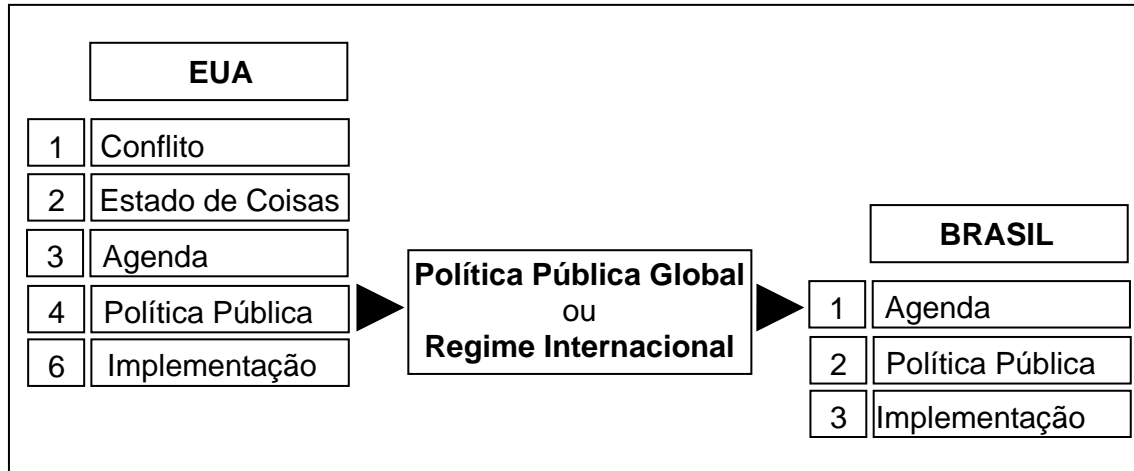 EUA
1 Conflito
2 Estado de Coisas
3 Agenda
4 Política Pública
6 Implementação
Política Pública Global
ou
Regime Internacional
BRASIL
1 Agenda
2 Política Pública
3 Implementação